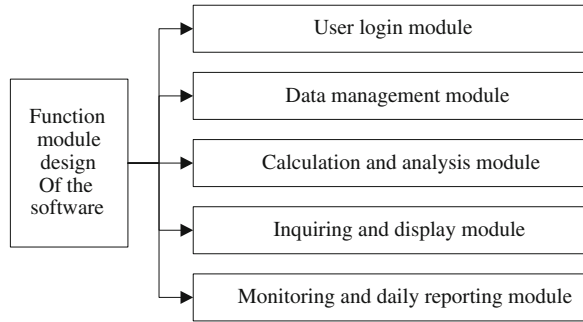 Function
module
design
Of the
software
User login module
Data management module
Calculation and analysis module
Inquiring and display module
Monitoring and daily reporting module